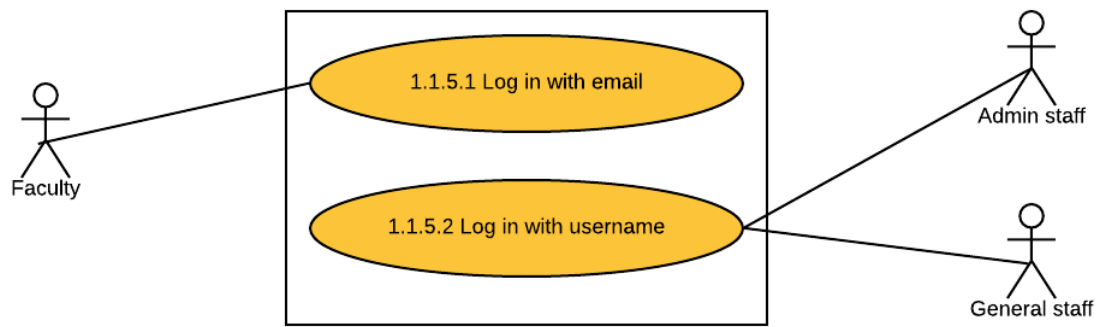 1.1.5.1 Log in with email
Admin staff
Faculty
1.1.5.2 Log in with username
General staff